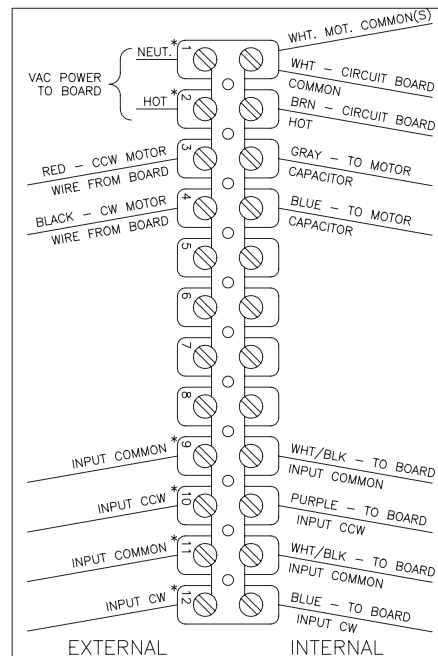 WHT. MOT. COMMON(S)
NEUT.* 1
VAC POWER
TO BOARD
WHT – CIRCUIT BOARD
COMMON
HOT * 2
BRN – CIRCUIT BOARD
HOT
RED – CCW MOTOR
WIRE FROM BOARD
3
GRAY – TO MOTOR
CAPACITOR
BLACK – CW MOTOR
WIRE FROM BOARD
4
BLUE – TO MOTOR
CAPACITOR
5
6
7
8
INPUT COMMON * 9
WHT/BLK – TO BOARD
INPUT COMMON
INPUT CCW * 10
PURPLE – TO BOARD
INPUT CCW
INPUT COMMON * 11
WHT/BLK – TO BOARD
INPUT COMMON
INPUT CW * 12
BLUE – TO BOARD
INPUT CW
EXTERNAL
INTERNAL